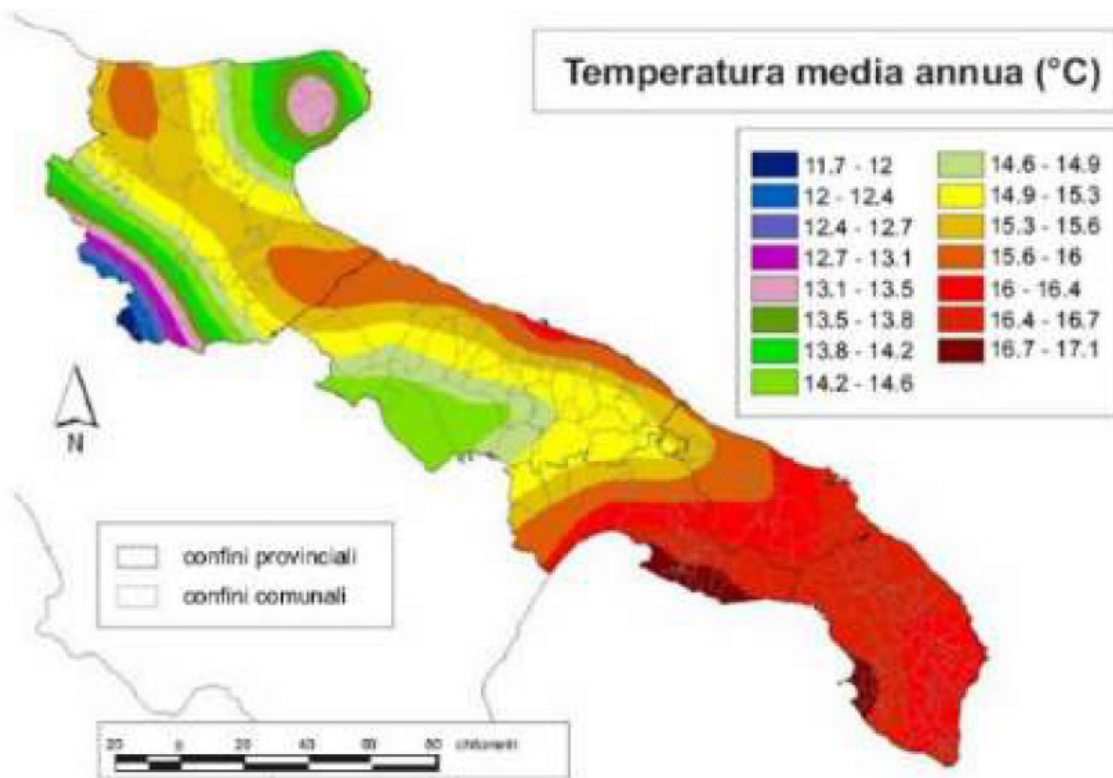 Temperatura media annua (°C)
11.7 - 12
12 - 12.4
12.4 - 12.7
12.7 - 13.1
13.1 - 13.5
13.5 - 13.8
13.8 - 14.2
14.2 - 14.6
14.6 - 14.9
14.9 - 15.3
15.3 - 15.6
15.6 - 16
16 - 16.4
16.4 - 16.7
16.7 - 17.1
N
confini provinciali
confini comunali
20 0 20 40 60 80 chilometri